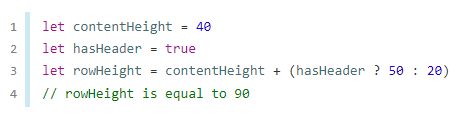 1 let contentHeight = 40
2 let hasHeader = true
3 let rowHeight = contentHeight + (hasHeader ? 50 : 20)
4 // rowHeight is equal to 90